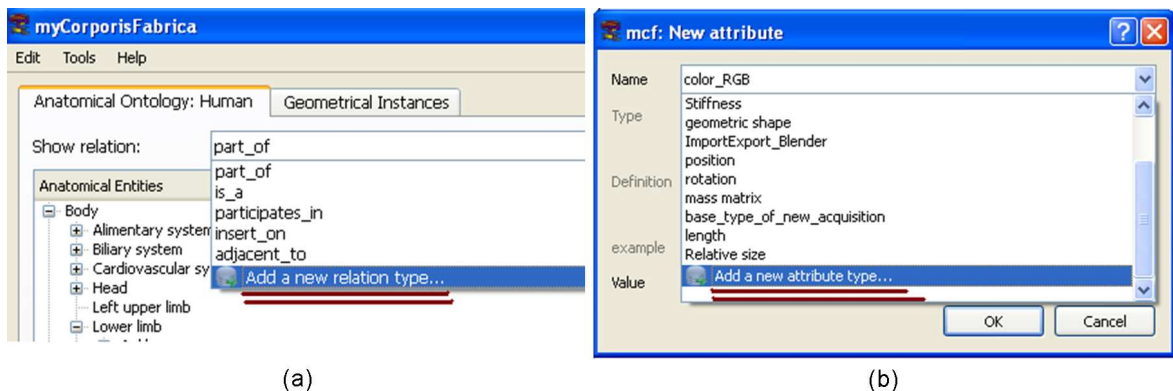 myCorporisFabrica
Edit Tools Help
Anatomical Ontology: Human Geometrical Instances
Show relation: part_of
part_of
is_a
participates_in
insert_on
adjacent_to
Add a new relation type...
Anatomical Entities
Body
Alimentary system
Biliary system
Cardiovascular sy
Head
Left upper limb
Lower limb
(a)
mcf: New attribute
Name color_RGB
Stiffness
Type
geometric shape
ImportExport_Blender
position
Definition rotation
mass matrix
base_type_of_new_acquisition
length
example
Relative size
Value Add a new attribute type...
OK Cancel
(b)